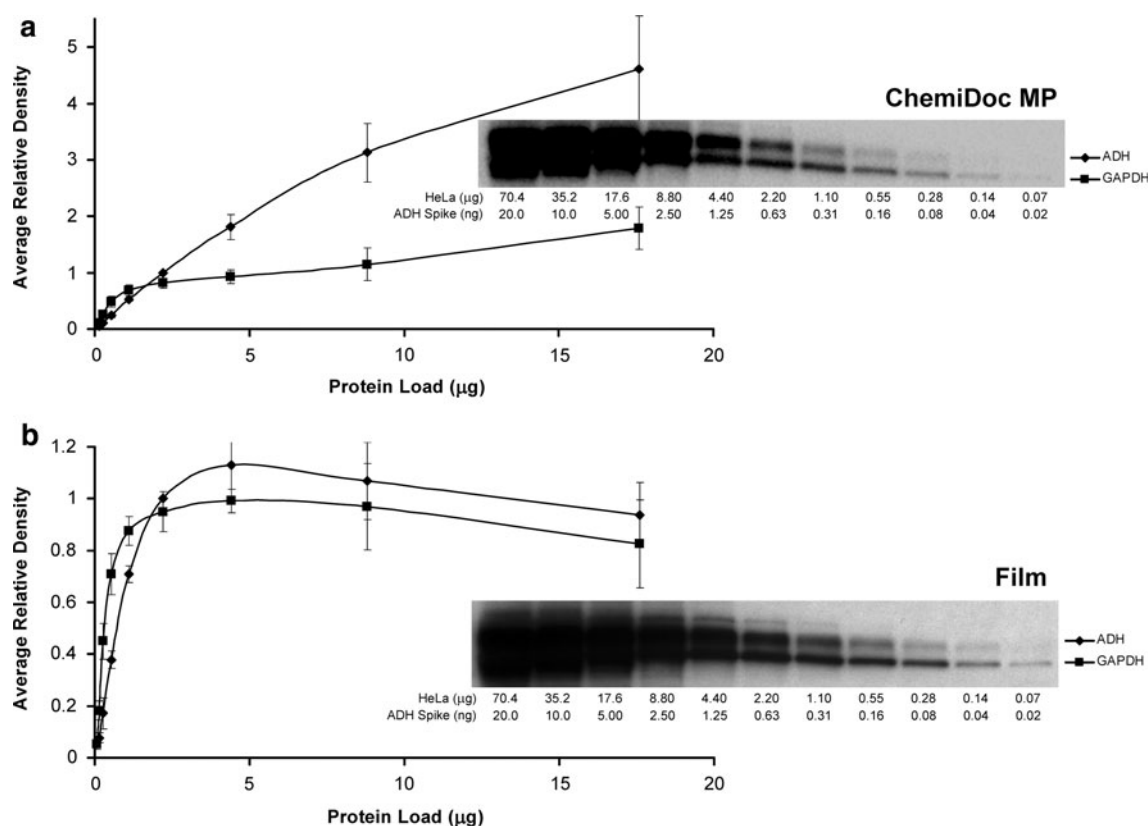 a
5
4
3
2
1
0
Average Relative Density
0 5 10 15 20
Protein Load (µg)
ChemiDoc MP
ADH
GAPDH
HeLa (µg) 70.4 35.2 17.6 8.80 4.40 2.20 1.10 0.55 0.28 0.14 0.07
ADH Spike (ng) 20.0 10.0 5.00 2.50 1.25 0.63 0.31 0.16 0.08 0.04 0.02
b
1.2
1
0.8
0.6
0.4
0.2
0
Average Relative Density
0 5 10 15 20
Protein Load (µg)
Film
ADH
GAPDH
HeLa (µg) 70.4 35.2 17.6 8.80 4.40 2.20 1.10 0.55 0.28 0.14 0.07
ADH Spike (ng) 20.0 10.0 5.00 2.50 1.25 0.63 0.31 0.16 0.08 0.04 0.02